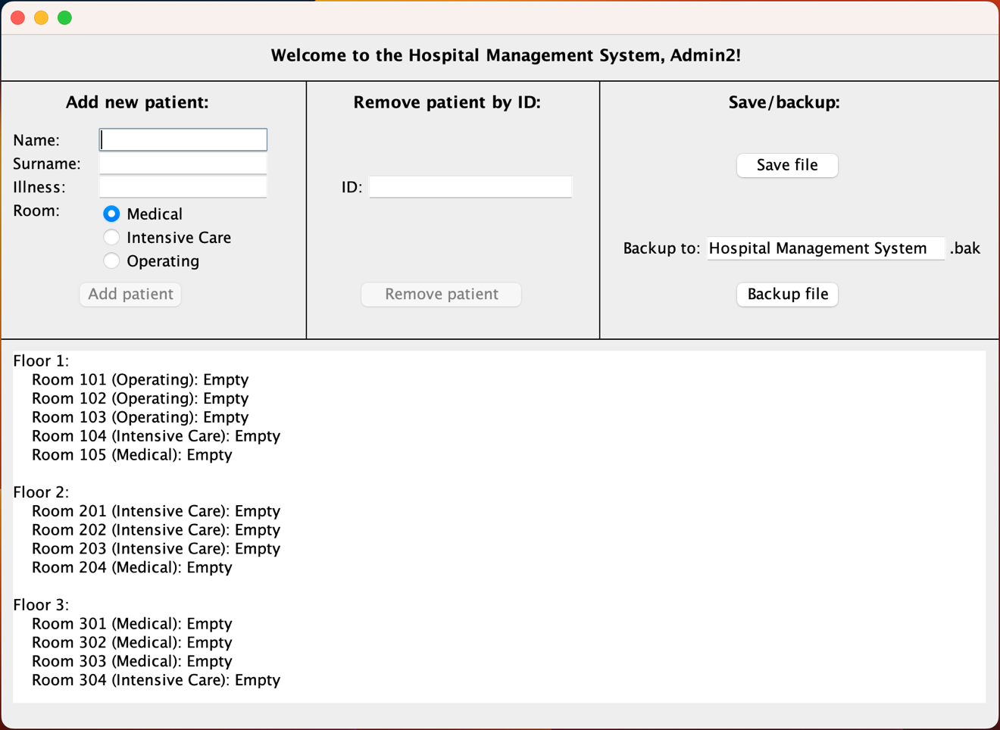 Welcome to the Hospital Management System, Admin2!
Add new patient:
Name:
Surname:
Illness:
Room:
Medical
Intensive Care
Operating
Add patient
Remove patient by ID:
ID:
Remove patient
Save/backup:
Save file
Backup to: Hospital Management System .bak
Backup file
Floor 1:
Room 101 (Operating): Empty
Room 102 (Operating): Empty
Room 103 (Operating): Empty
Room 104 (Intensive Care): Empty
Room 105 (Medical): Empty
Floor 2:
Room 201 (Intensive Care): Empty
Room 202 (Intensive Care): Empty
Room 203 (Intensive Care): Empty
Room 204 (Medical): Empty
Floor 3:
Room 301 (Medical): Empty
Room 302 (Medical): Empty
Room 303 (Medical): Empty
Room 304 (Intensive Care): Empty